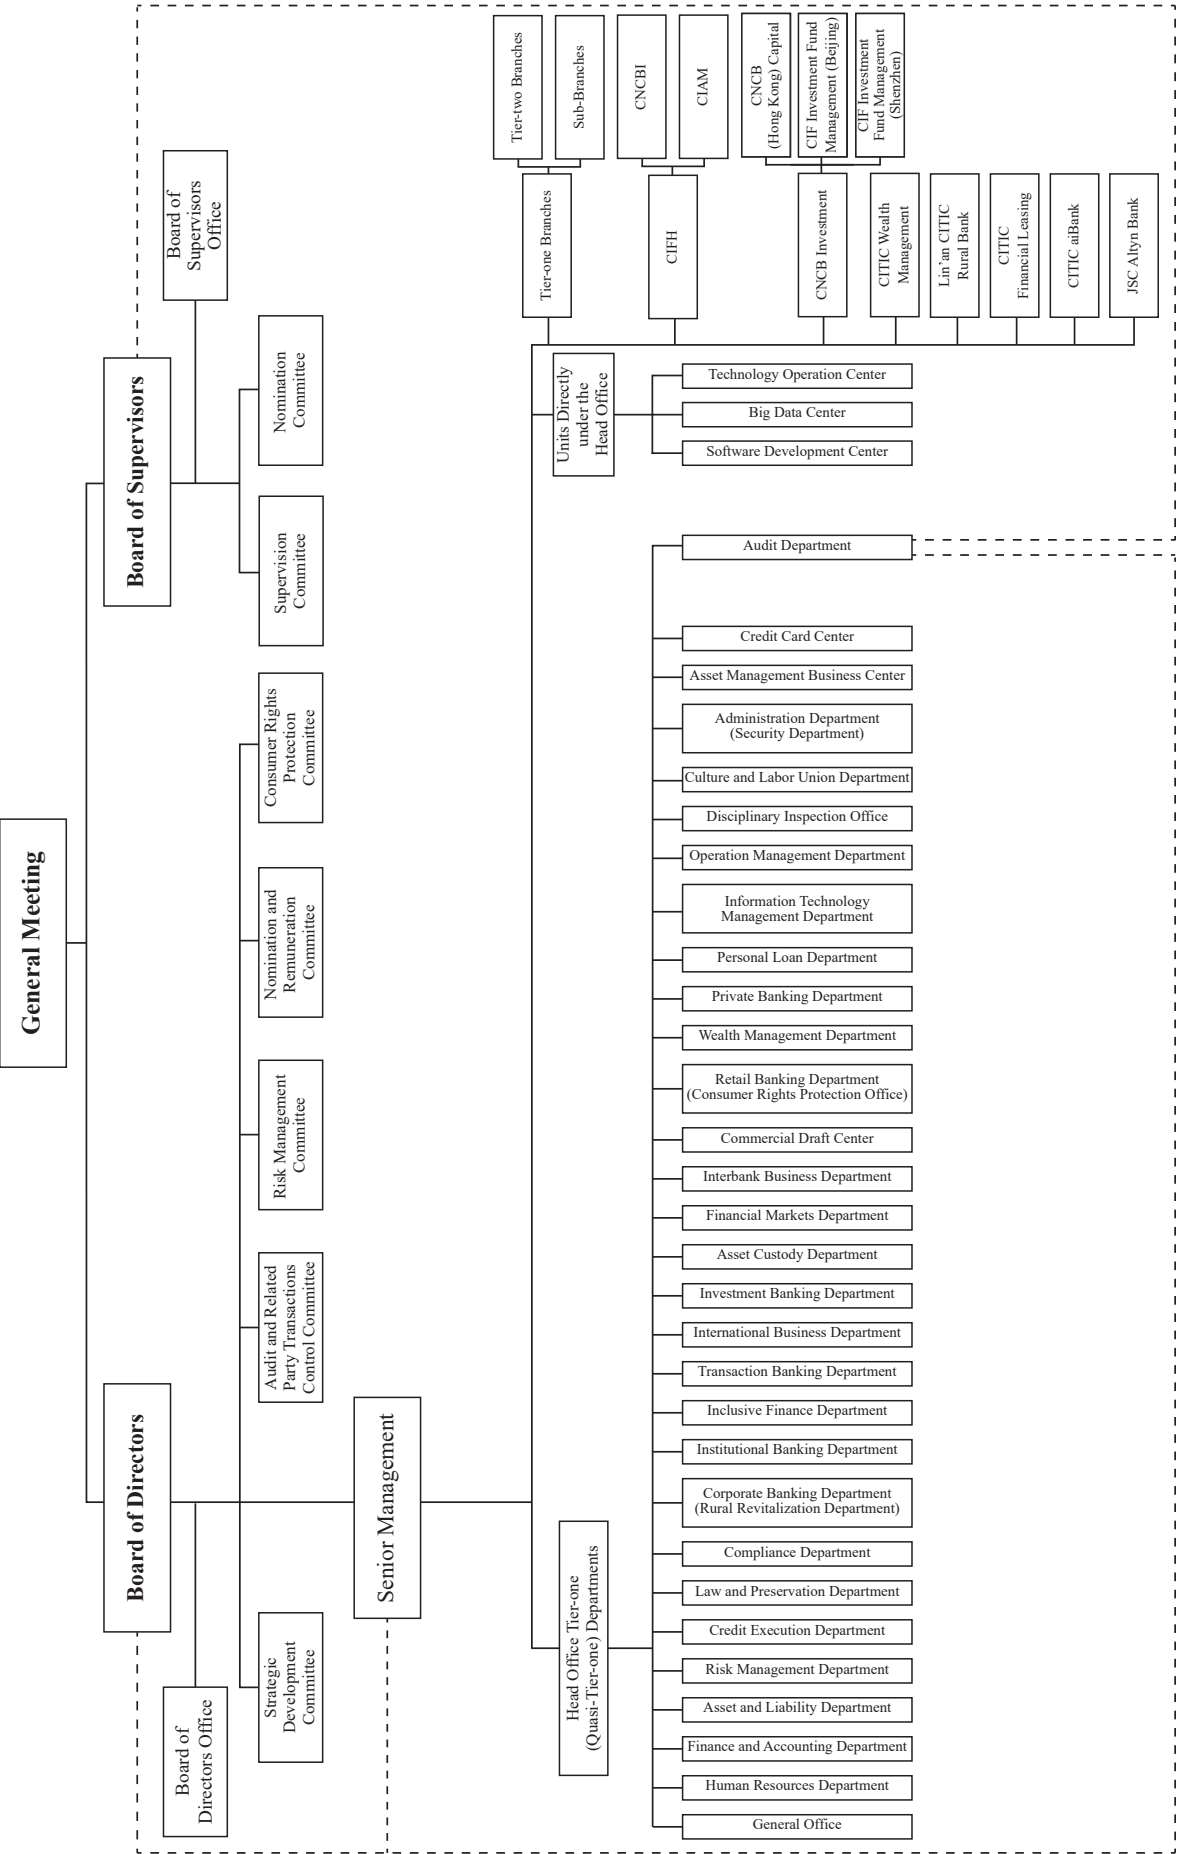 General Meeting
Board of Directors
Board of Supervisors
Board of
Directors Office
Board of
Supervisors
Office
Strategic
Development
Committee
Audit and Related
Party Transactions
Control Committee
Risk Management
Committee
Nomination and
Remuneration
Committee
Consumer Rights
Protection
Committee
Supervision
Committee
Nomination
Committee
Senior Management
Head Office Tier-one
(Quasi-Tier-one) Departments
Units Directly
under the
Head Office
General Office
Human Resources Department
Finance and Accounting Department
Asset and Liability Department
Risk Management Department
Credit Execution Department
Law and Preservation Department
Compliance Department
Corporate Banking Department
(Rural Revitalization Department)
Institutional Banking Department
Inclusive Finance Department
Transaction Banking Department
International Business Department
Investment Banking Department
Asset Custody Department
Financial Markets Department
Interbank Business Department
Commercial Draft Center
Retail Banking Department
(Consumer Rights Protection Office)
Wealth Management Department
Private Banking Department
Personal Loan Department
Information Technology
Management Department
Operation Management Department
Disciplinary Inspection Office
Culture and Labor Union Department
Administration Department
(Security Department)
Asset Management Business Center
Credit Card Center
Audit Department
Software Development Center
Big Data Center
Technology Operation Center
Tier-one Branches
Tier-two Branches
Sub-Branches
CIFH
CNCBI
CIAM
CNCB Investment
CNCB
(Hong Kong) Capital
CIF Investment Fund
Management (Beijing)
CIF Investment
Fund Management
(Shenzhen)
CITIC Wealth
Management
Lin’an CITIC
Rural Bank
CITIC
Financial Leasing
CITIC aiBank
JSC Altyn Bank